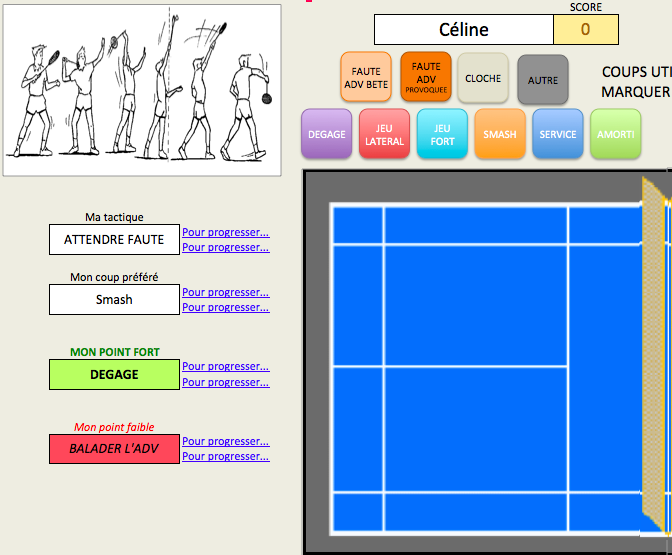 SCORE
Céline
0
FAUTE
ADV BETE
FAUTE
ADV
PROVOQUEE
CLOCHE
AUTRE
COUPS UTI
MARQUER
DEGAGE
JEU
LATERAL
JEU
FORT
SMASH
SERVICE
AMORTI
Ma tactique
ATTENDRE FAUTE
Pour progresser...
Pour progresser...
Mon coup préféré
Smash
Pour progresser...
Pour progresser...
MON POINT FORT
DEGAGE
Pour progresser...
Pour progresser...
Mon point faible
BALADER L'ADV
Pour progresser...
Pour progresser...